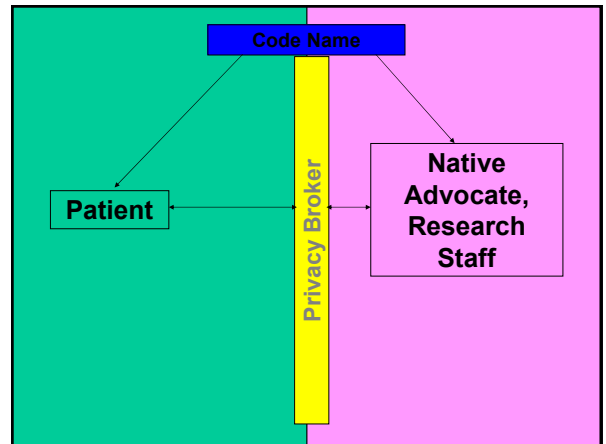 Code Name
Patient
Privacy Broker
Native
Advocate,
Research
Staff